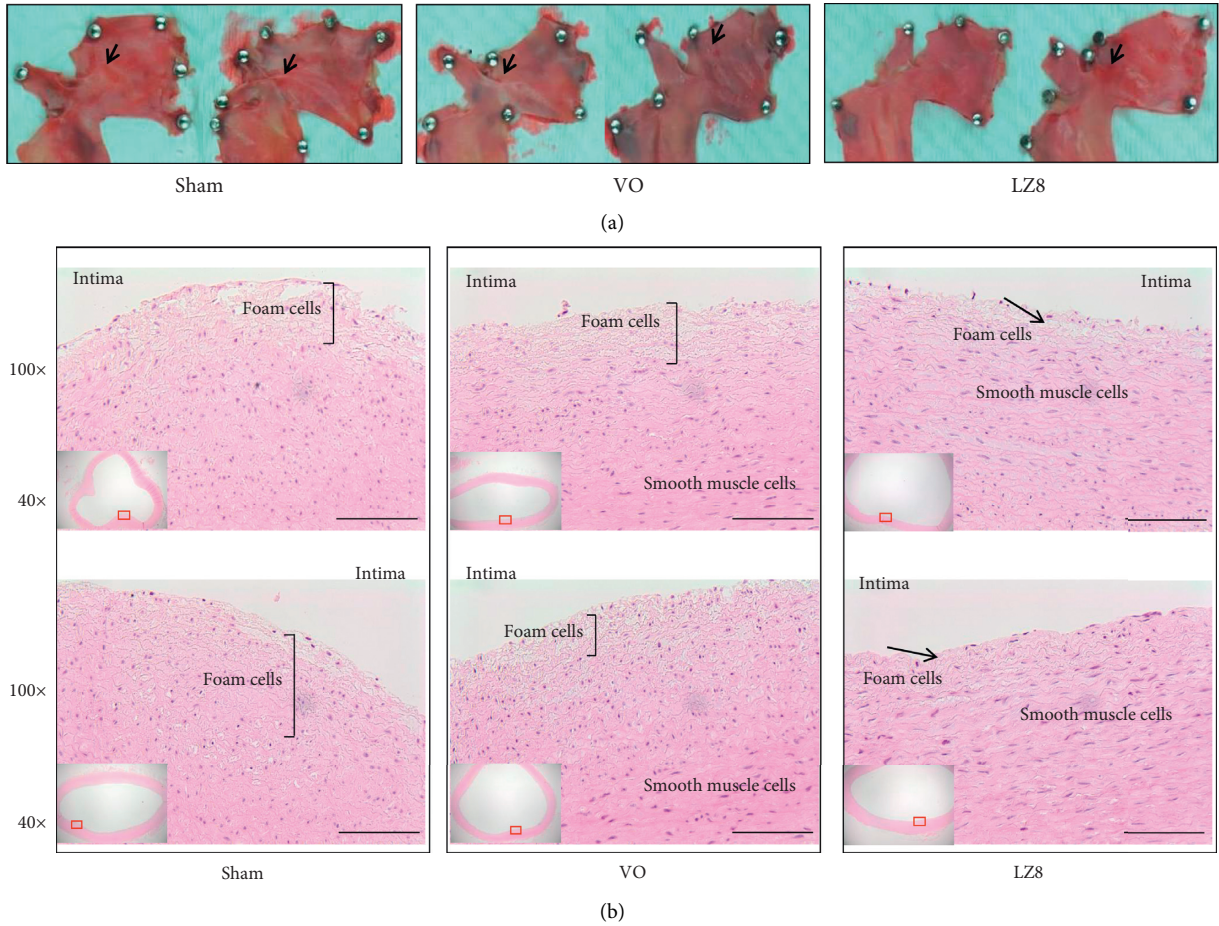 Sham
VO
LZ8
(a)
Intima
Foam cells
100×
40×
Intima
Foam cells
Smooth muscle cells
Intima
Foam cells
Smooth muscle cells
Intima
Foam cells
100×
40×
Intima
Foam cells
Smooth muscle cells
Intima
Foam cells
Smooth muscle cells
Sham
VO
LZ8
(b)